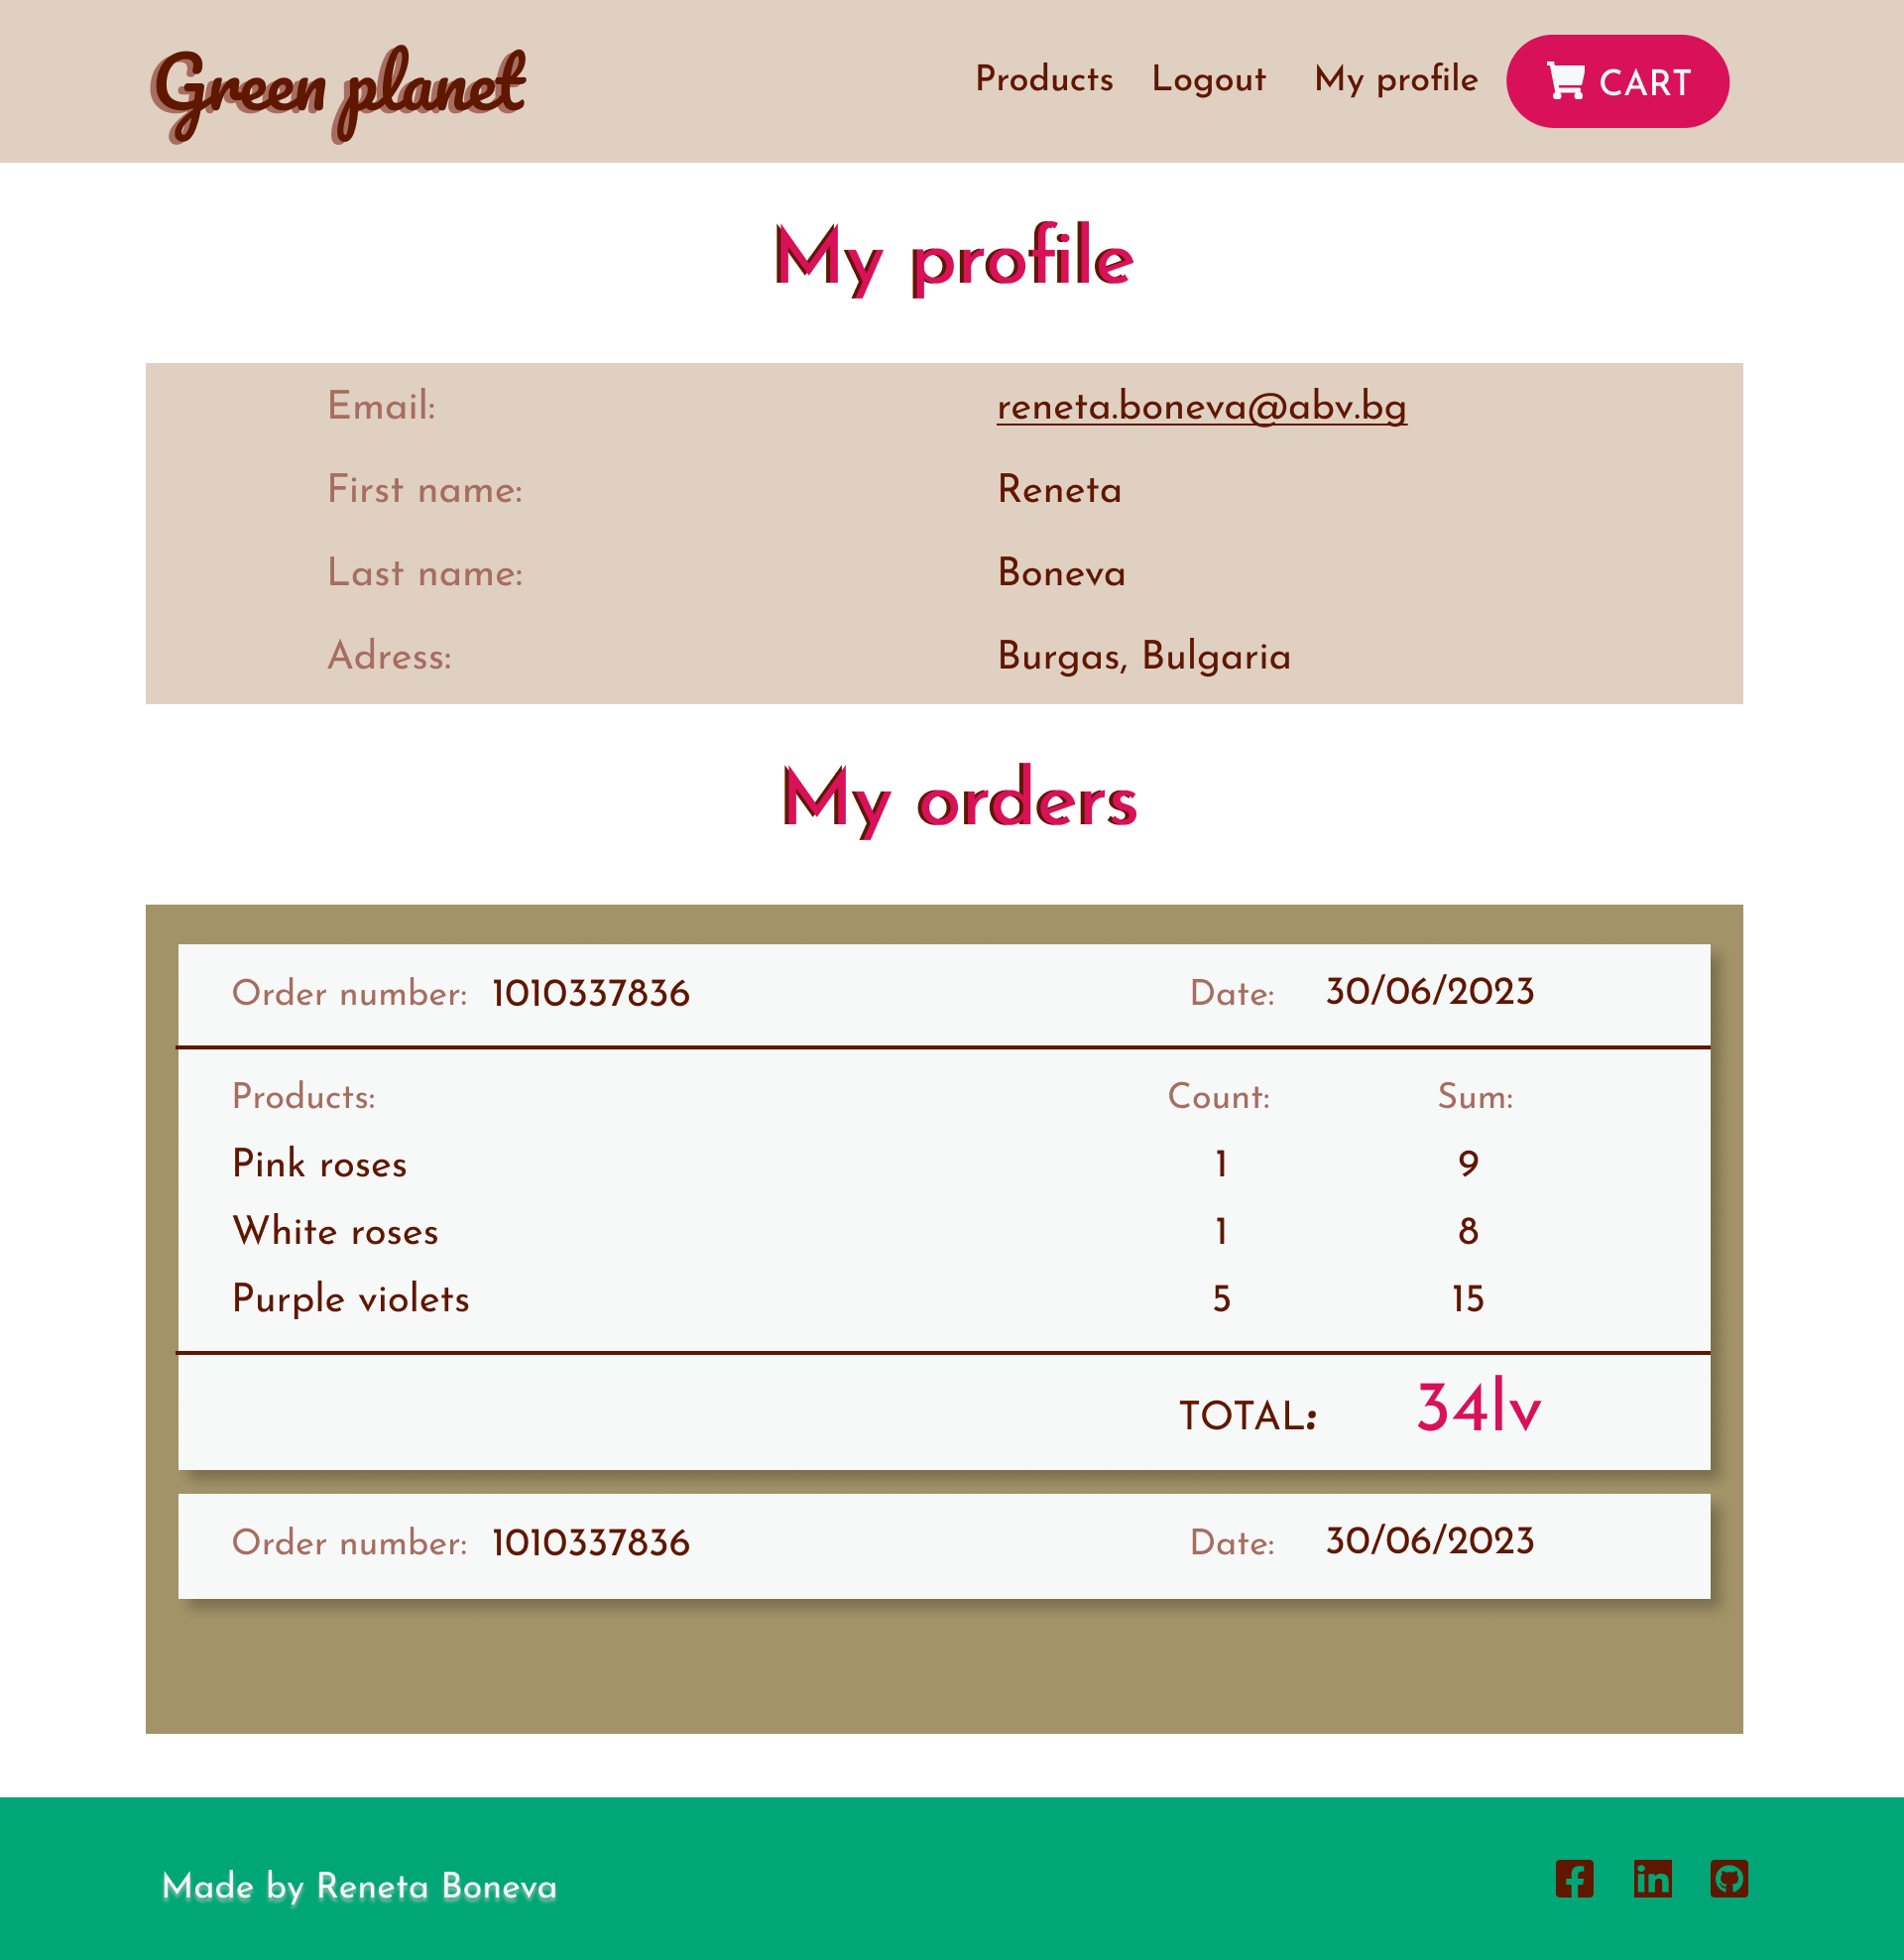 Green planet
Products Logout My profile CART
My profile
Email: reneta.boneva@abv.bg
First name: Reneta
Last name: Boneva
Adress: Burgas, Bulgaria
My orders
Order number: 1010337836 Date: 30/06/2023
Products: Count: Sum:
Pink roses 1 9
White roses 1 8
Purple violets 5 15
TOTAL: 34lv
Order number: 1010337836 Date: 30/06/2023
Made by Reneta Boneva